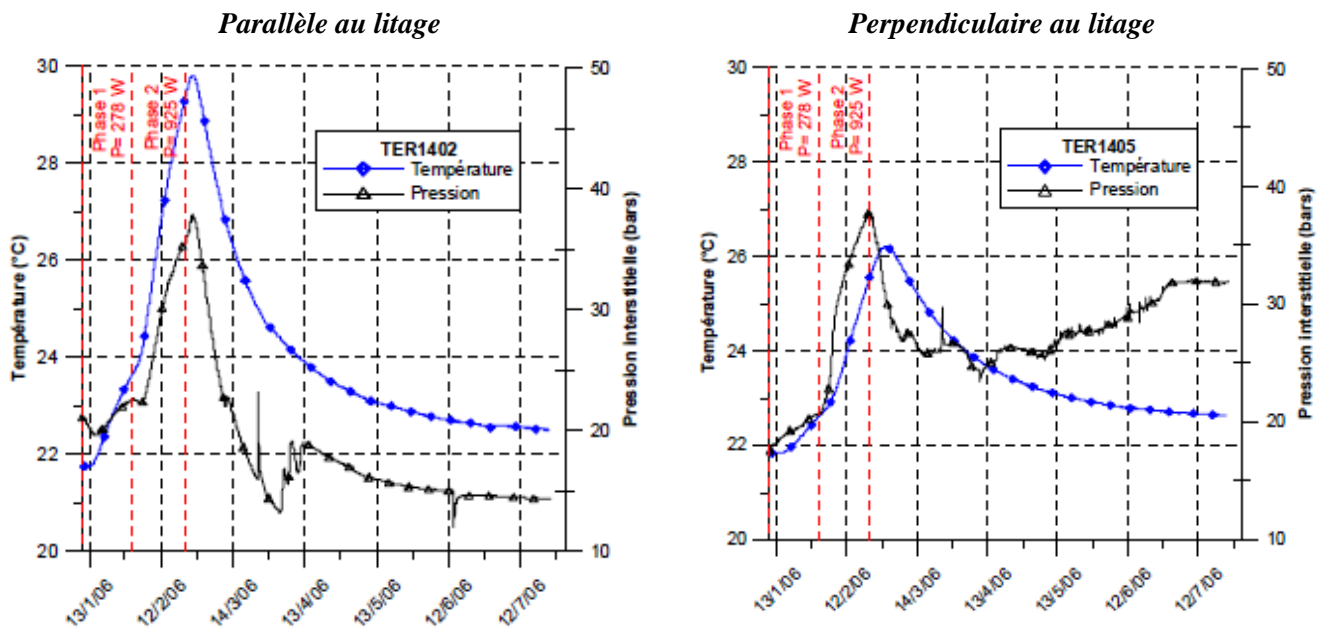 Parallèle au litage
Température (°C)
30
28
26
24
22
20
Phase 1
P= 278 W
Phase 2
P= 925 W
TER1402
Température
Pression
50
40
30
20
10
Pression interstitielle (bars)
13/1/06
12/2/06
14/3/06
13/4/06
13/5/06
12/6/06
12/7/06
Perpendiculaire au litage
Température (°C)
30
28
26
24
22
20
Phase 1
P= 278 W
Phase 2
P= 925 W
TER1405
Température
Pression
50
40
30
20
10
Pression interstitielle (bars)
13/1/06
12/2/06
14/3/06
13/4/06
13/5/06
12/6/06
12/7/06